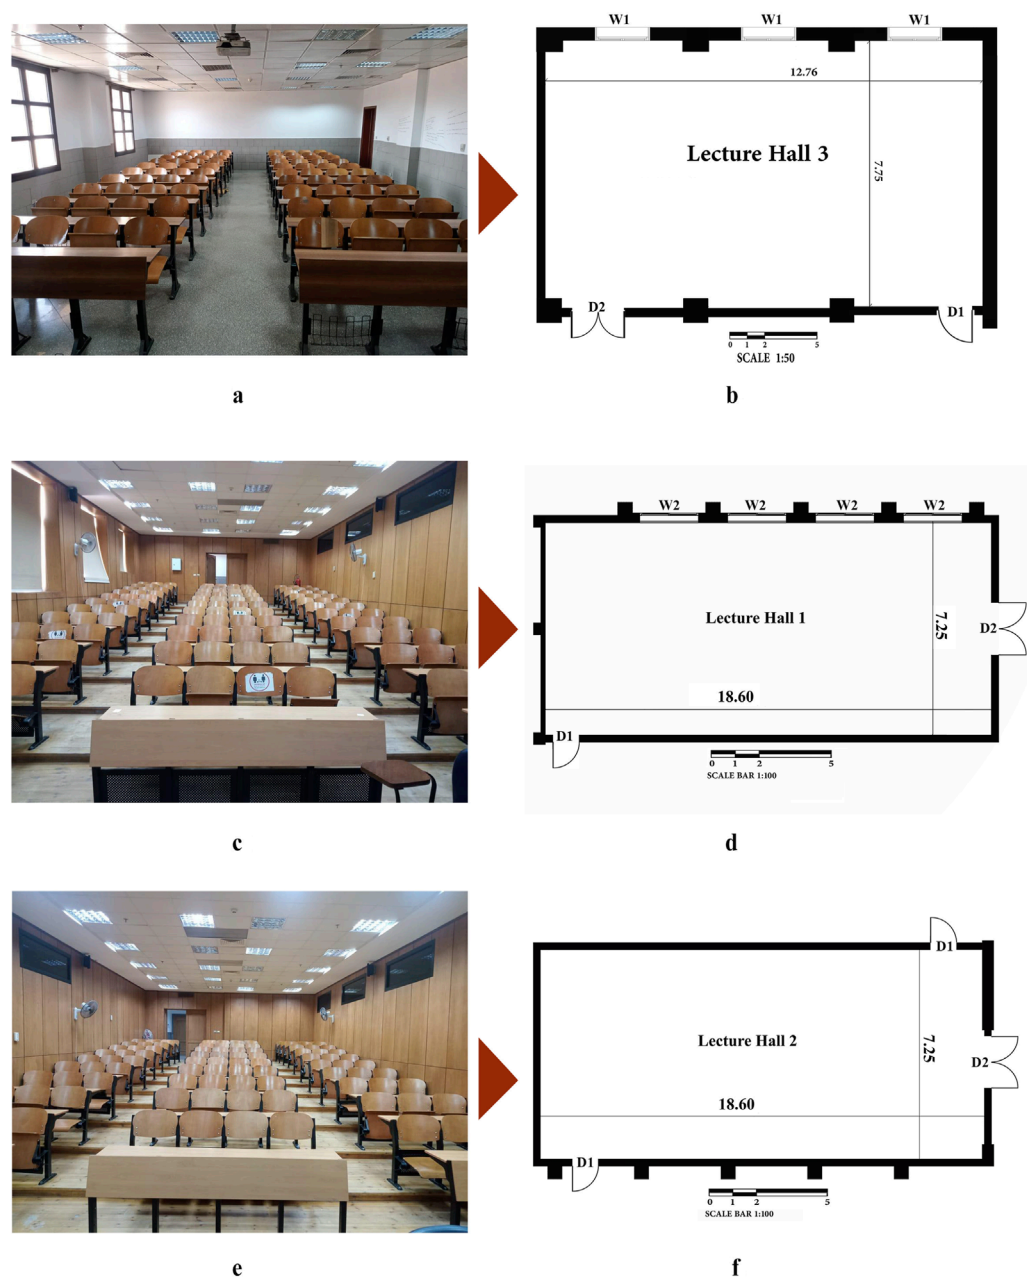 W1 W1 W1
12.76
Lecture Hall 3
7.75
D2 D1
0 1 2 5
SCALE 1:50
a b
W2 W2 W2 W2
Lecture Hall 1
7.25
D2
18.60
D1
0 1 2 5
SCALE BAR 1:100
c d
D1
Lecture Hall 2
7.25
D2
18.60
D1
0 1 2 5
SCALE BAR 1:100
e f